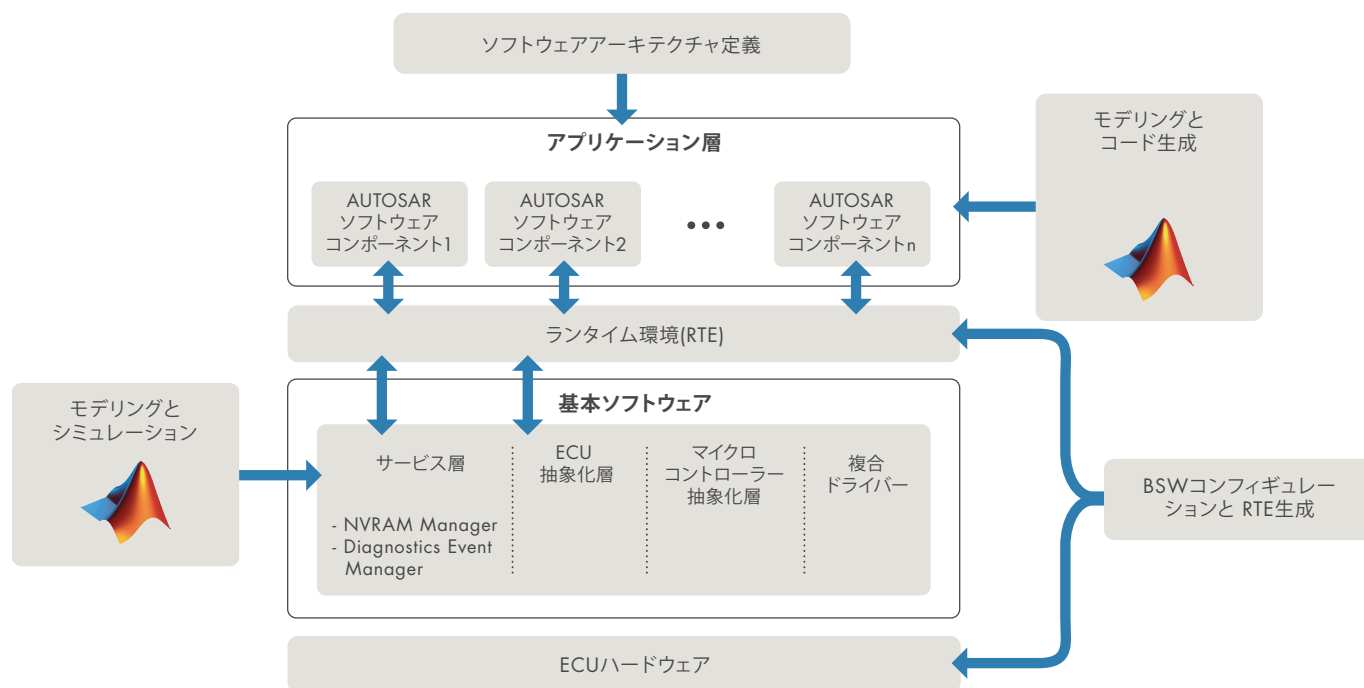 ソフトウェアアーキテクチャ定義
アプリケーション層
モデリングと
コード生成
AUTOSAR
ソフトウェア
コンポーネント1
AUTOSAR
ソフトウェア
コンポーネント2
•••
AUTOSAR
ソフトウェア
コンポーネントn
ランタイム環境(RTE)
モデリングと
シミュレーション
基本ソフトウェア
サービス層
- NVRAM Manager
- Diagnostics Event
Manager
ECU
抽象化層
マイクロ
コントローラー
抽象化層
複合
ドライバー
BSWコンフィギュレー
ションと RTE生成
ECUハードウェア